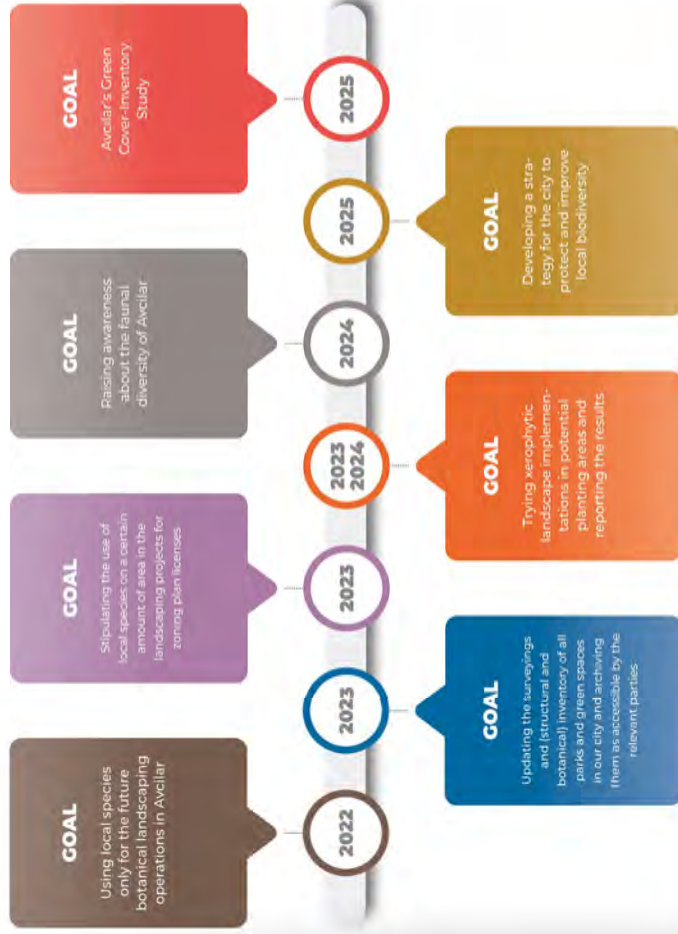 GOAL
Using local species
only for the future
botanical landscaping
operations in Avcilar
2022
2023
GOAL
Updating the surveyings
and (structural and
botanical) inventory of all
parks and green spaces
in our city and archiving
them as accessible by the
relevant parties
GOAL
Stipulating the use of
local species on a certain
amount of area in the
landscaping projects for
zoning plan licenses
2023
2023
2024
GOAL
Trying xerophytic
landscape implemen-
tations in potential
planting areas and
reporting the results
GOAL
Raising awareness
about the faunal
diversity of Avcilar
2024
2025
GOAL
Developing a stra-
tegy for the city to
protect and improve
local biodiversity
GOAL
Avcilar's Green
Cover-Inventory
Study
2025